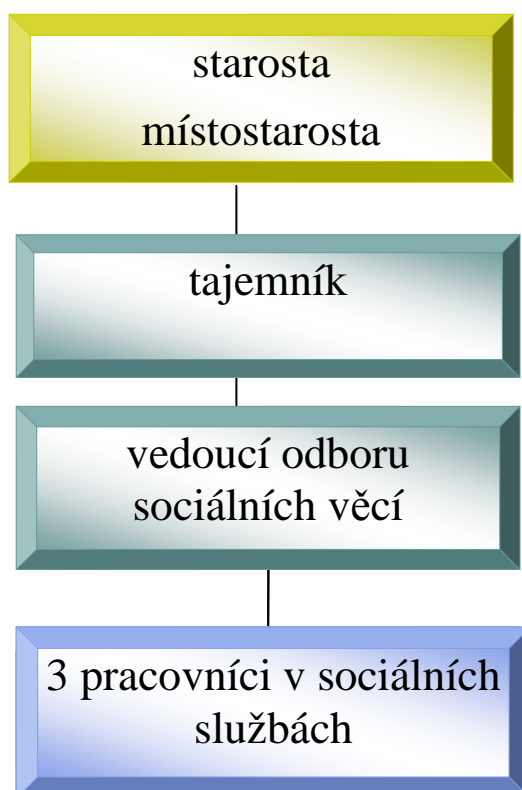 starosta
místostarosta
tajemník
vedoucí odboru
sociálních věcí
3 pracovníci v sociálních
službách